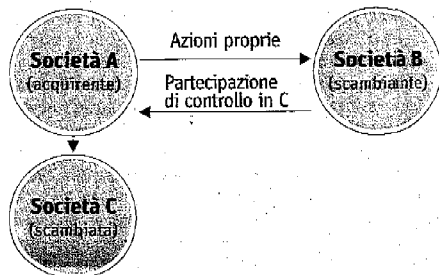 Società A
(acquirente)
Azioni proprie
Partecipazione
di controllo in C
Società B
(scambiante)
Società C
(scambiata)